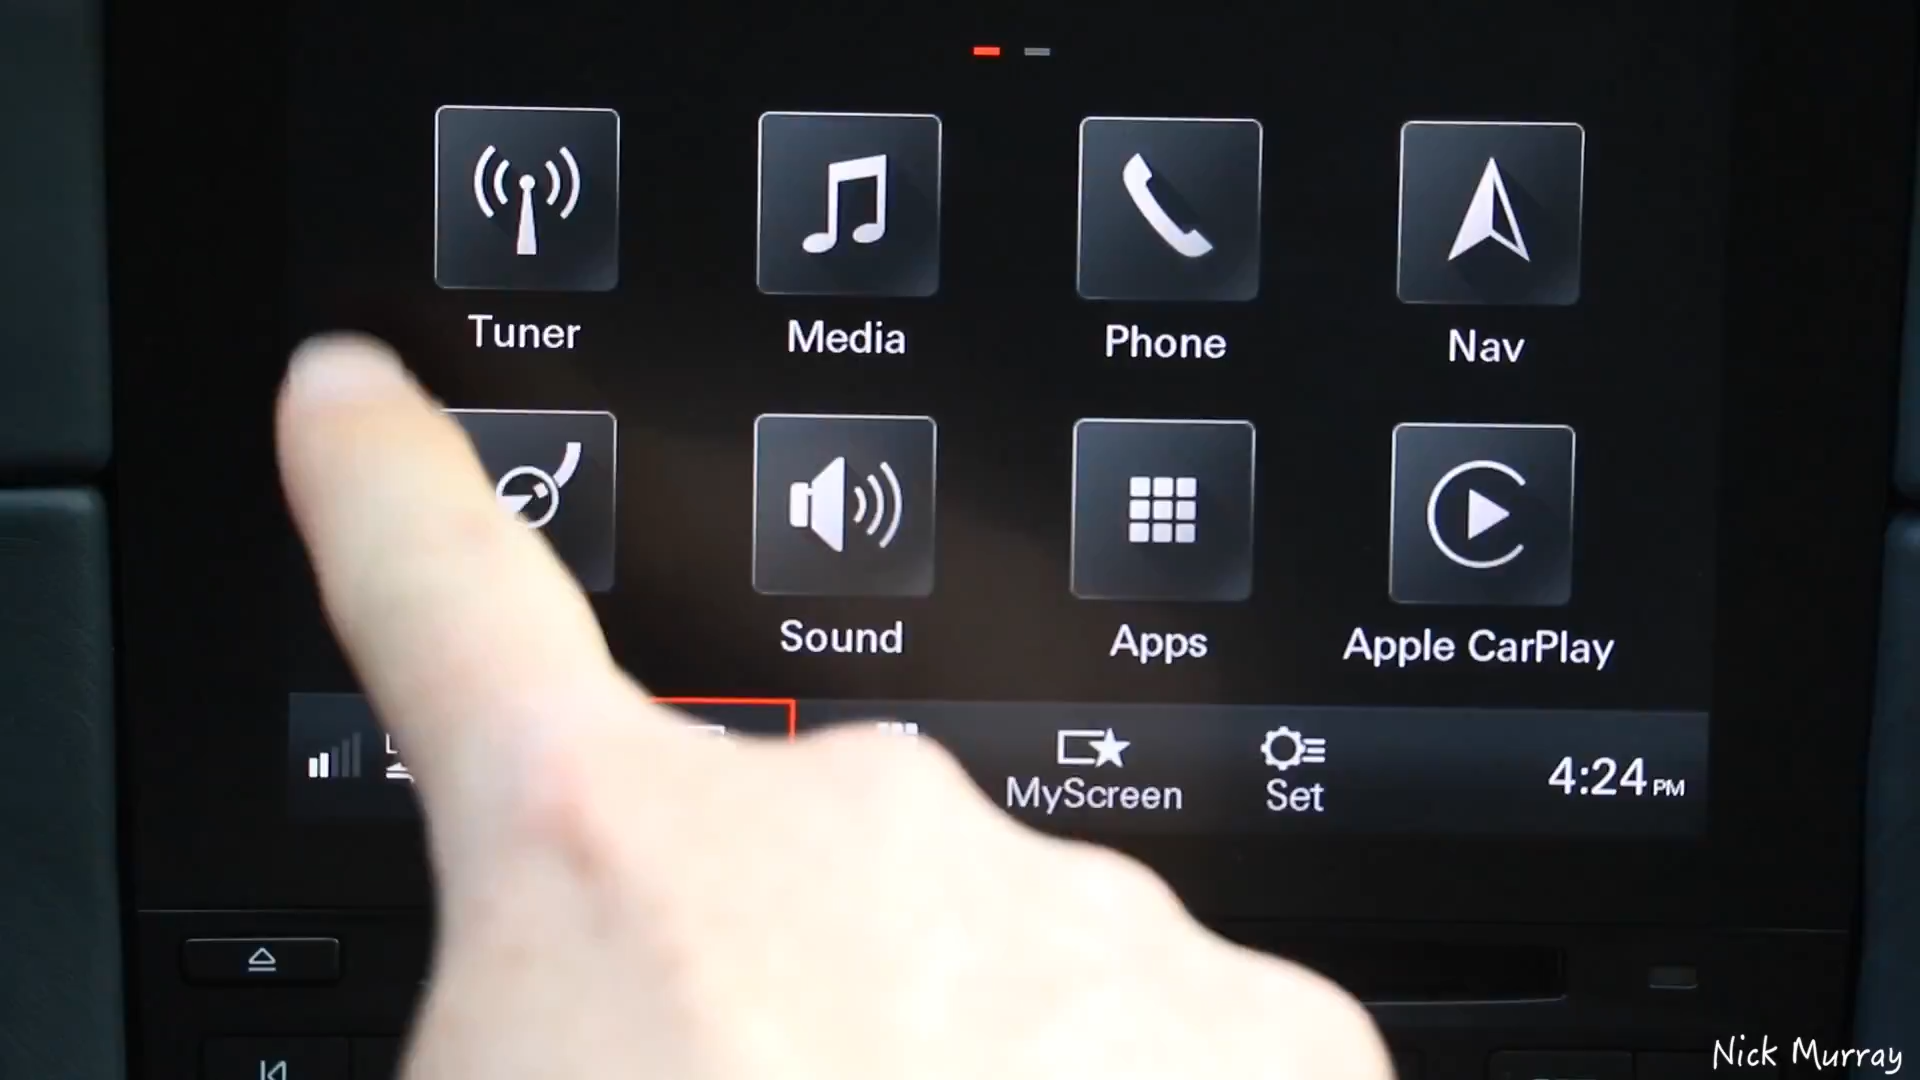 Tuner
Media
Phone
Nav
Sound
Apps
Apple CarPlay
MyScreen
Set
4:24 PM
Nick Murray